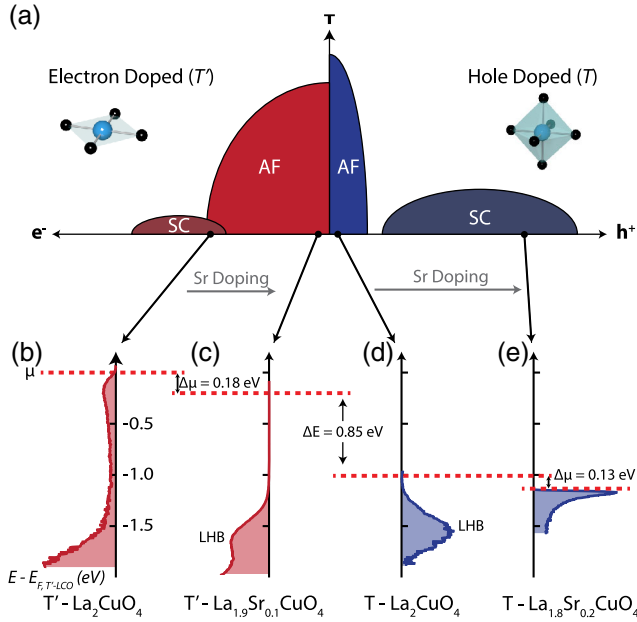 (a)
T
Electron Doped (T′)
Hole Doped (T)
AF
AF
SC
SC
e-
h+
Sr Doping
Sr Doping
(b)
(c)
(d)
(e)
μ
Δμ = 0.18 eV
-0.5
ΔE = 0.85 eV
-1.0
Δμ = 0.13 eV
-1.5
LHB
LHB
E - E_F,T′-LCO (eV)
T′ - La₂CuO₄
T′ - La₁.₉Sr₀.₁CuO₄
T - La₂CuO₄
T - La₁.₈Sr₀.₂CuO₄